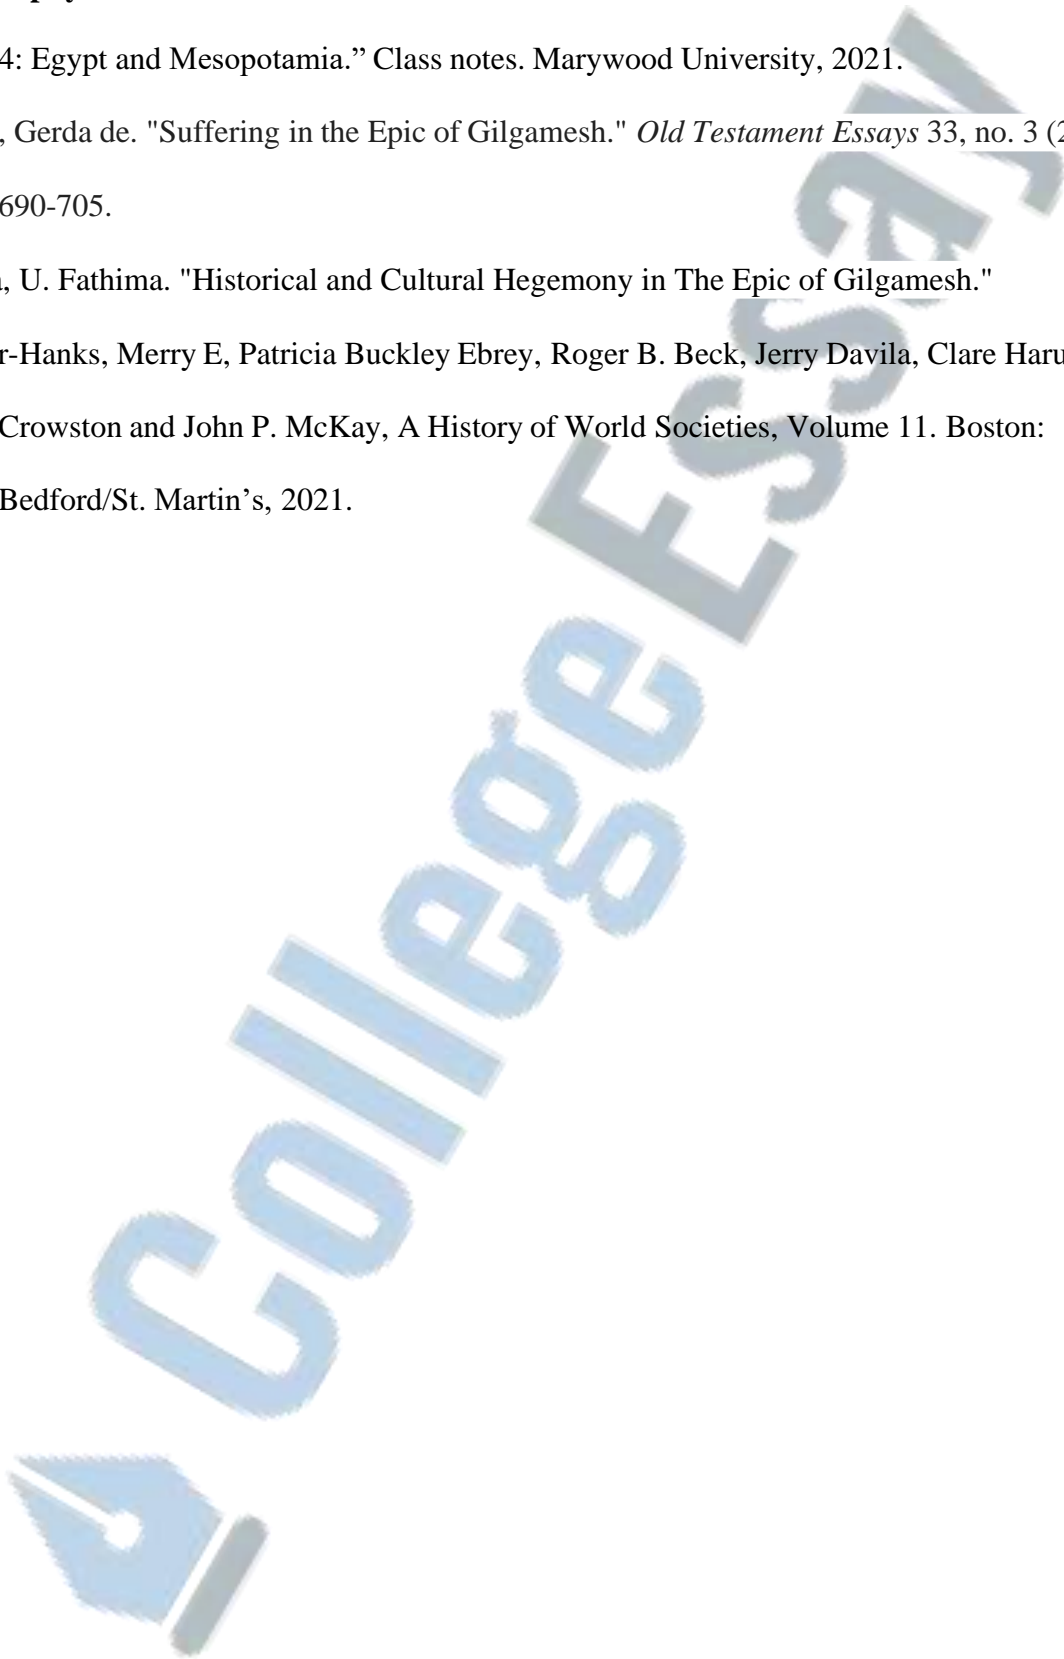 4: Egypt and Mesopotamia.” Class notes. Marywood University, 2021.
, Gerda de. "Suffering in the Epic of Gilgamesh." Old Testament Essays 33, no. 3 (2
690-705.
, U. Fathima. "Historical and Cultural Hegemony in The Epic of Gilgamesh."
r-Hanks, Merry E, Patricia Buckley Ebrey, Roger B. Beck, Jerry Davila, Clare Haru
Crowston and John P. McKay, A History of World Societies, Volume 11. Boston:
Bedford/St. Martin’s, 2021.
College Essay